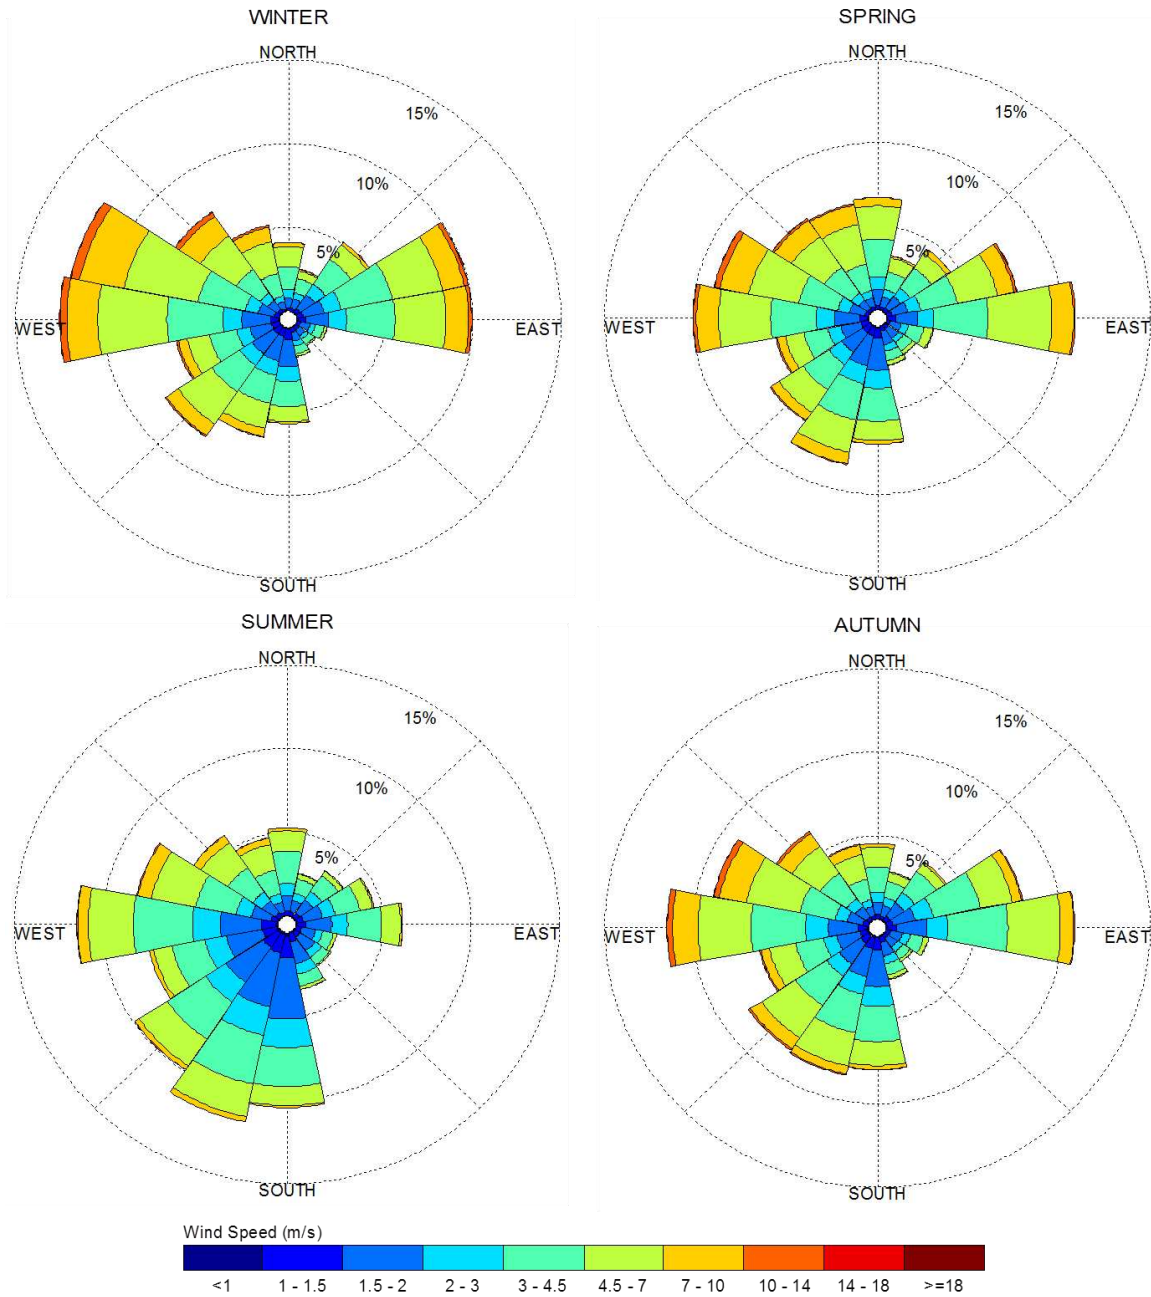 WINTER
NORTH
15%
10%
5%
WEST
EAST
SOUTH
SPRING
NORTH
15%
10%
5%
WEST
EAST
SOUTH
SUMMER
NORTH
15%
10%
5%
WEST
EAST
SOUTH
AUTUMN
NORTH
15%
10%
5%
WEST
EAST
SOUTH
Wind Speed (m/s)
<1 1 - 1.5 1.5 - 2 2 - 3 3 - 4.5 4.5 - 7 7 - 10 10 - 14 14 - 18 >=18